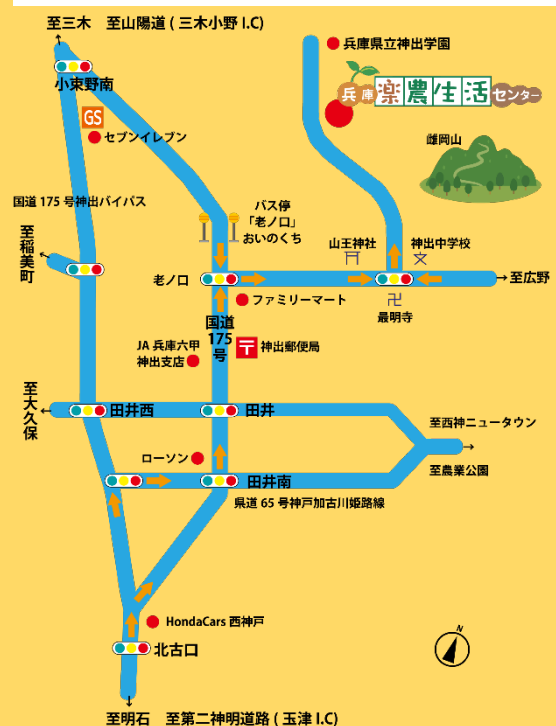 至三木　至山陽道 ( 三木小野 I.C)
兵庫県立神出学園
兵庫楽農生活センター
小束野南
GS
セブンイレブン
雌岡山
国道 175 号神出バイパス
バス停
「老ノ口」
おいのくち
至稲美町
山王神社
神出中学校
老ノ口
至広野
ファミリーマート
最明寺
国道
175
号
JA 兵庫六甲
神出支店
神出郵便局
至大久保
田井西
田井
至西神ニュータウン
ローソン
至農業公園
田井南
県道 65 号神戸加古川姫路線
HondaCars 西神戸
北古口
N
至明石　至第二神明道路 ( 玉津 I.C)